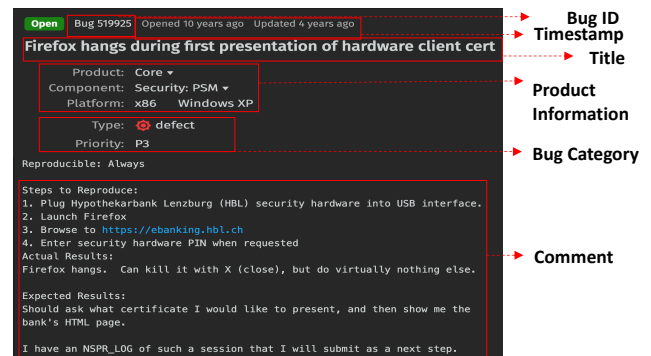 Open Bug 519925 Opened 10 years ago Updated 4 years ago
Bug ID
Timestamp
Firefox hangs during first presentation of hardware client cert
Title
Product: Core
Component: Security: PSM
Platform: x86 Windows XP
Product
Information
Type: defect
Priority: P3
Bug Category
Reproducible: Always
Steps to Reproduce:
1. Plug Hypothekarbank Lenzburg (HBL) security hardware into USB interface.
2. Launch Firefox
3. Browse to https://ebanking.hbl.ch
4. Enter security hardware PIN when requested
Actual Results:
Firefox hangs. Can kill it with X (close), but do virtually nothing else.
Comment
Expected Results:
Should ask what certificate I would like to present, and then show me the
bank's HTML page.
I have an NSPR_LOG of such a session that I will submit as a next step.